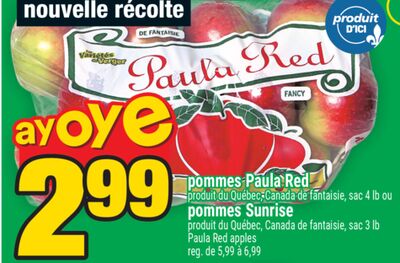 nouvelle récolte
produit
D'ICI
DE FANTAISIE
Variétés
du Verger
Paula Red
FANCY
ayoye
2.99
pommes Paula Red
produit du Québec, Canada de fantaisie, sac 4 lb ou
pommes Sunrise
produit du Québec, Canada de fantaisie, sac 3 lb
Paula Red apples
reg. de 5,99 à 6,99